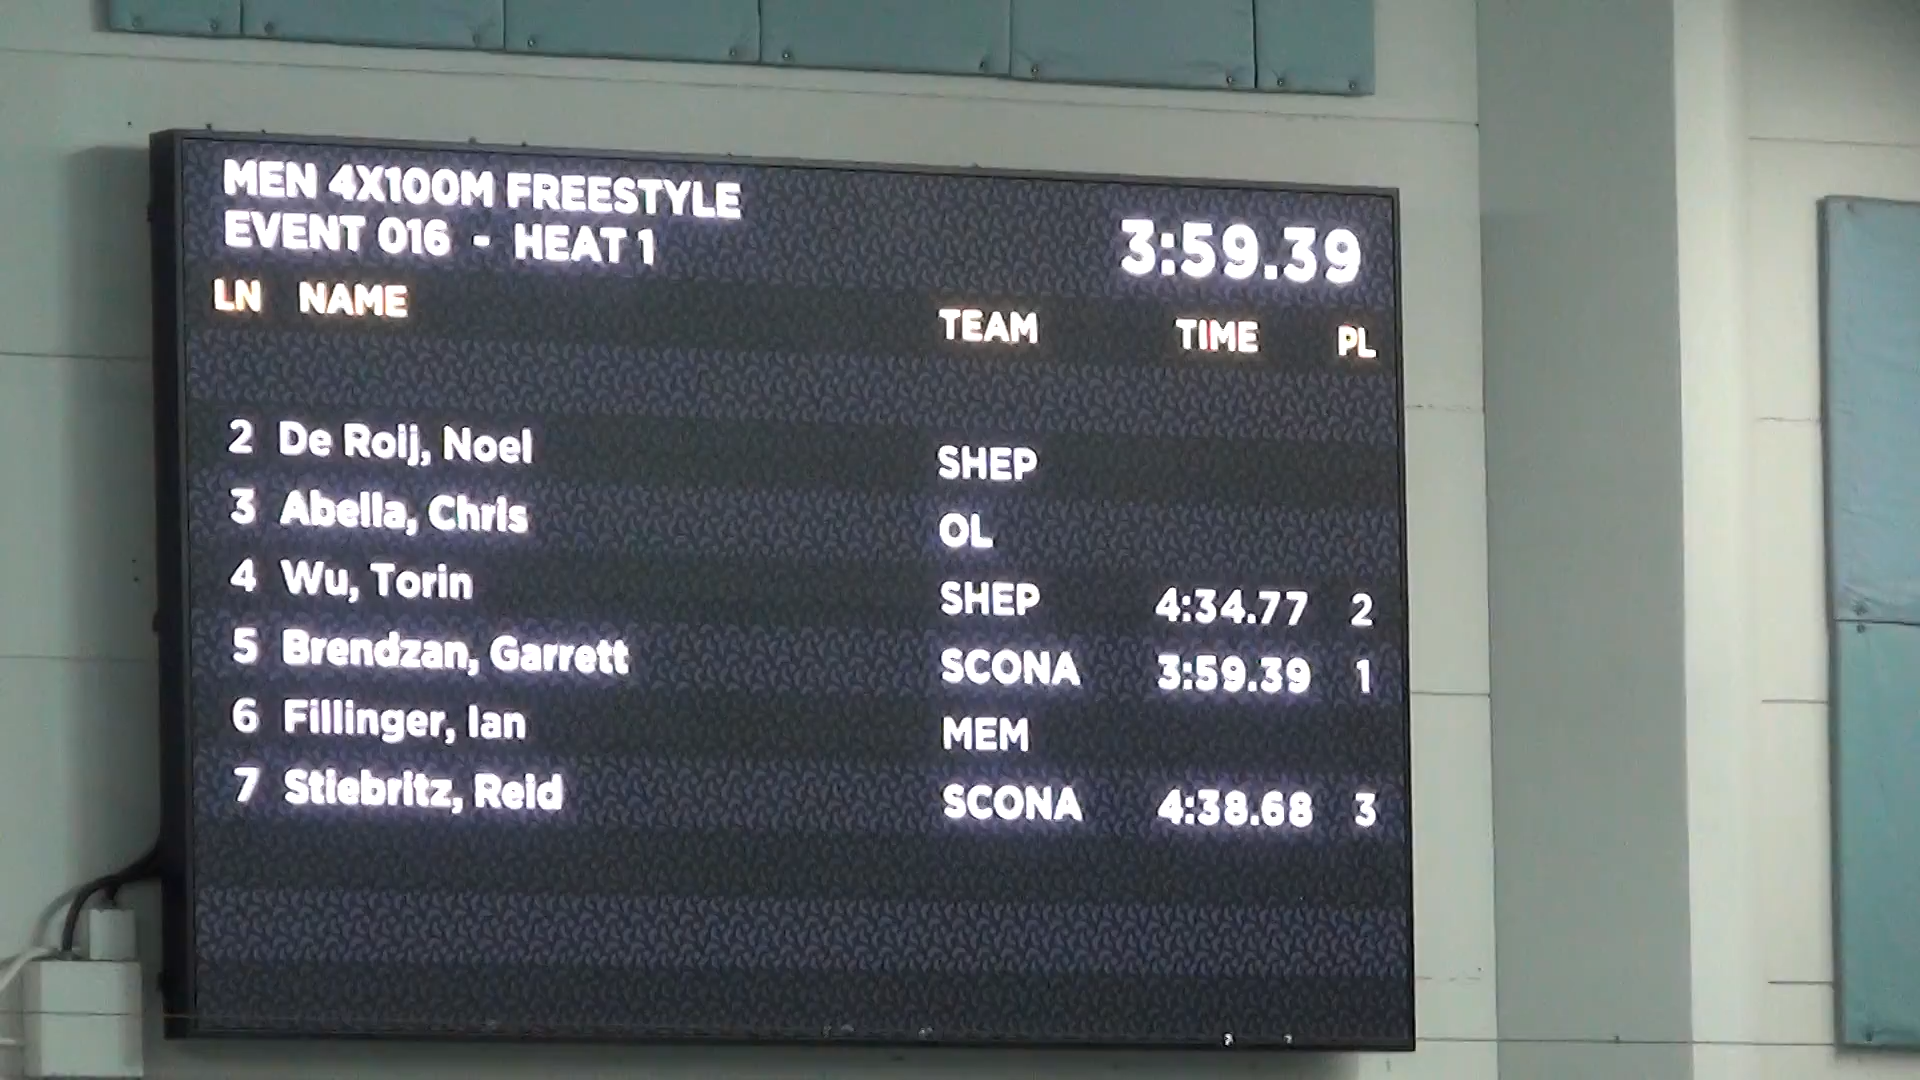 MEN 4X100M FREESTYLE
EVENT 016 - HEAT 1
3:59.39
LN NAME TEAM TIME PL
2 De Roij, Noel SHEP
3 Abella, Chris OL
4 Wu, Torin SHEP 4:34.77 2
5 Brendzan, Garrett SCONA 3:59.39 1
6 Fillinger, Ian MEM
7 Stiebritz, Reid SCONA 4:38.68 3